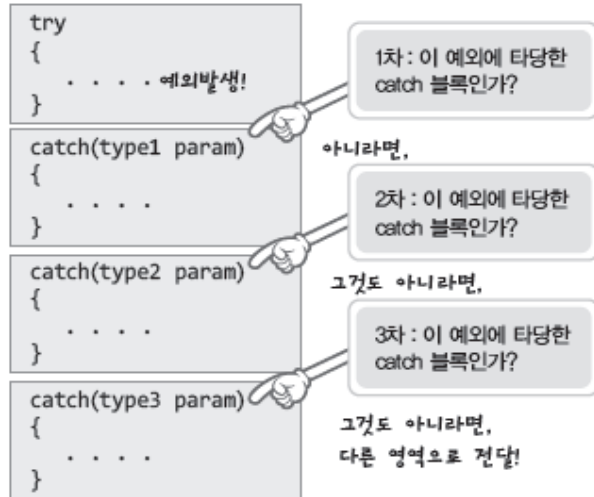 try
{
. . . . 예외발생!
}
1차 : 이 예외에 타당한
catch 블록인가?
catch(type1 param)
{
. . . .
}
아니라면,
2차 : 이 예외에 타당한
catch 블록인가?
catch(type2 param)
{
. . . .
}
그것도 아니라면,
3차 : 이 예외에 타당한
catch 블록인가?
catch(type3 param)
{
. . . .
}
그것도 아니라면,
다른 영역으로 전달!